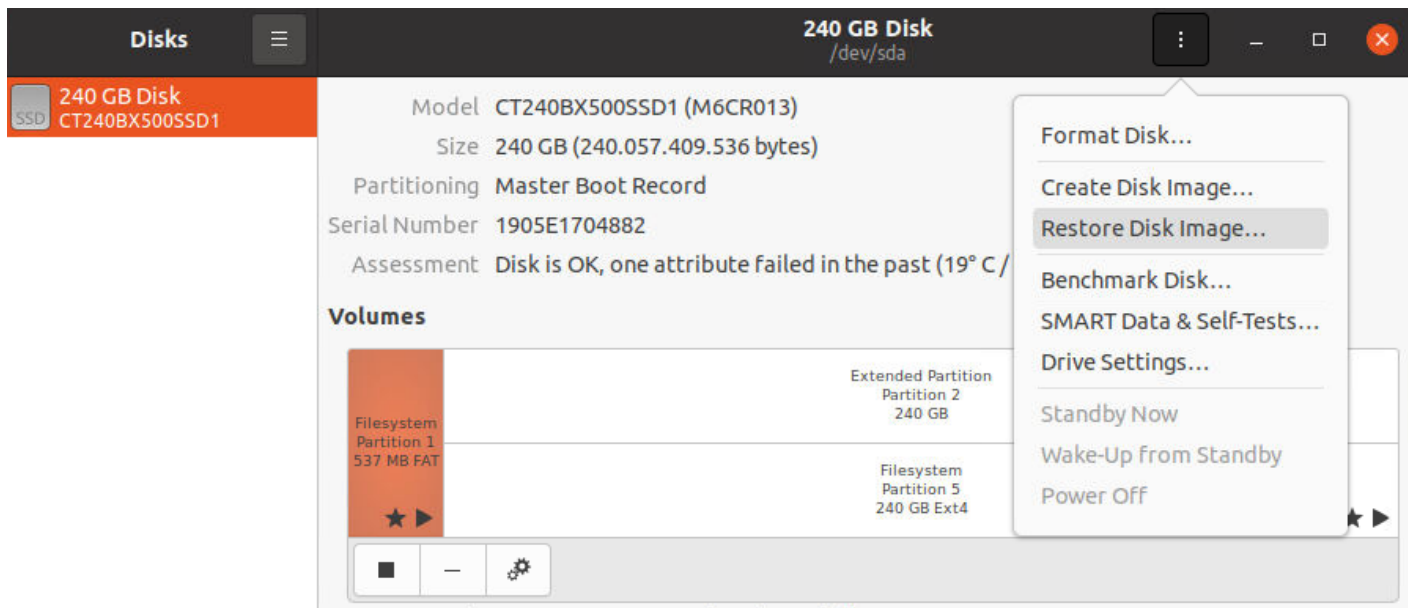 Disks
240 GB Disk
/dev/sda
240 GB Disk
SSD
CT240BX500SSD1
Model CT240BX500SSD1 (M6CR013)
Size 240 GB (240.057.409.536 bytes)
Partitioning Master Boot Record
Serial Number 1905E1704882
Assessment Disk is OK, one attribute failed in the past (19° C /
Volumes
Filesystem
Partition 1
537 MB FAT
Extended Partition
Partition 2
240 GB
Filesystem
Partition 5
240 GB Ext4
Format Disk...
Create Disk Image...
Restore Disk Image...
Benchmark Disk...
SMART Data & Self-Tests...
Drive Settings...
Standby Now
Wake-Up from Standby
Power Off